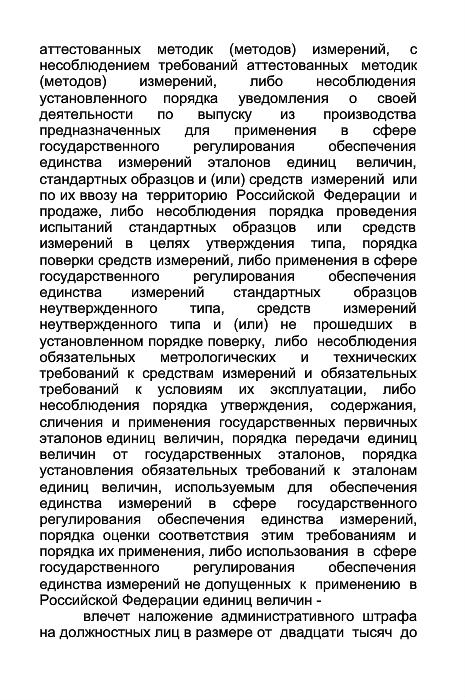 аттестованных методик (методов) измерений, с
несоблюдением требований аттестованных методик
(методов) измерений, либо несоблюдения
установленного порядка уведомления о своей
деятельности по выпуску из производства
предназначенных для применения в сфере
государственного регулирования обеспечения
единства измерений эталонов единиц величин,
стандартных образцов и (или) средств измерений или
по их ввозу на территорию Российской Федерации и
продаже, либо несоблюдения порядка проведения
испытаний стандартных образцов или средств
измерений в целях утверждения типа, порядка
поверки средств измерений, либо применения в сфере
государственного регулирования обеспечения
единства измерений стандартных образцов
неутвержденного типа, средств измерений
неутвержденного типа и (или) не прошедших в
установленном порядке поверку, либо несоблюдения
обязательных метрологических и технических
требований к средствам измерений и обязательных
требований к условиям их эксплуатации, либо
несоблюдения порядка утверждения, содержания,
сличения и применения государственных первичных
эталонов единиц величин, порядка передачи единиц
величин от государственных эталонов, порядка
установления обязательных требований к эталонам
единиц величин, используемым для обеспечения
единства измерений в сфере государственного
регулирования обеспечения единства измерений,
порядка оценки соответствия этим требованиям и
порядка их применения, либо использования в сфере
государственного регулирования обеспечения
единства измерений не допущенных к применению в
Российской Федерации единиц величин -
влечет наложение административного штрафа
на должностных лиц в размере от двадцати тысяч до